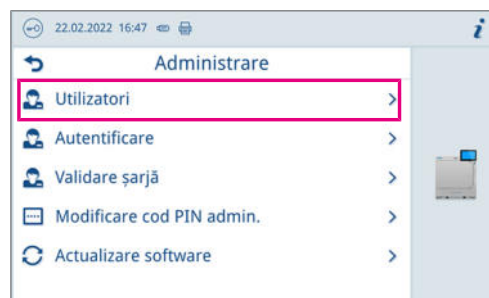 22.02.2022 16:47
i
Administrare
Utilizatori
Autentificare
Validare șarjă
Modificare cod PIN admin.
Actualizare software